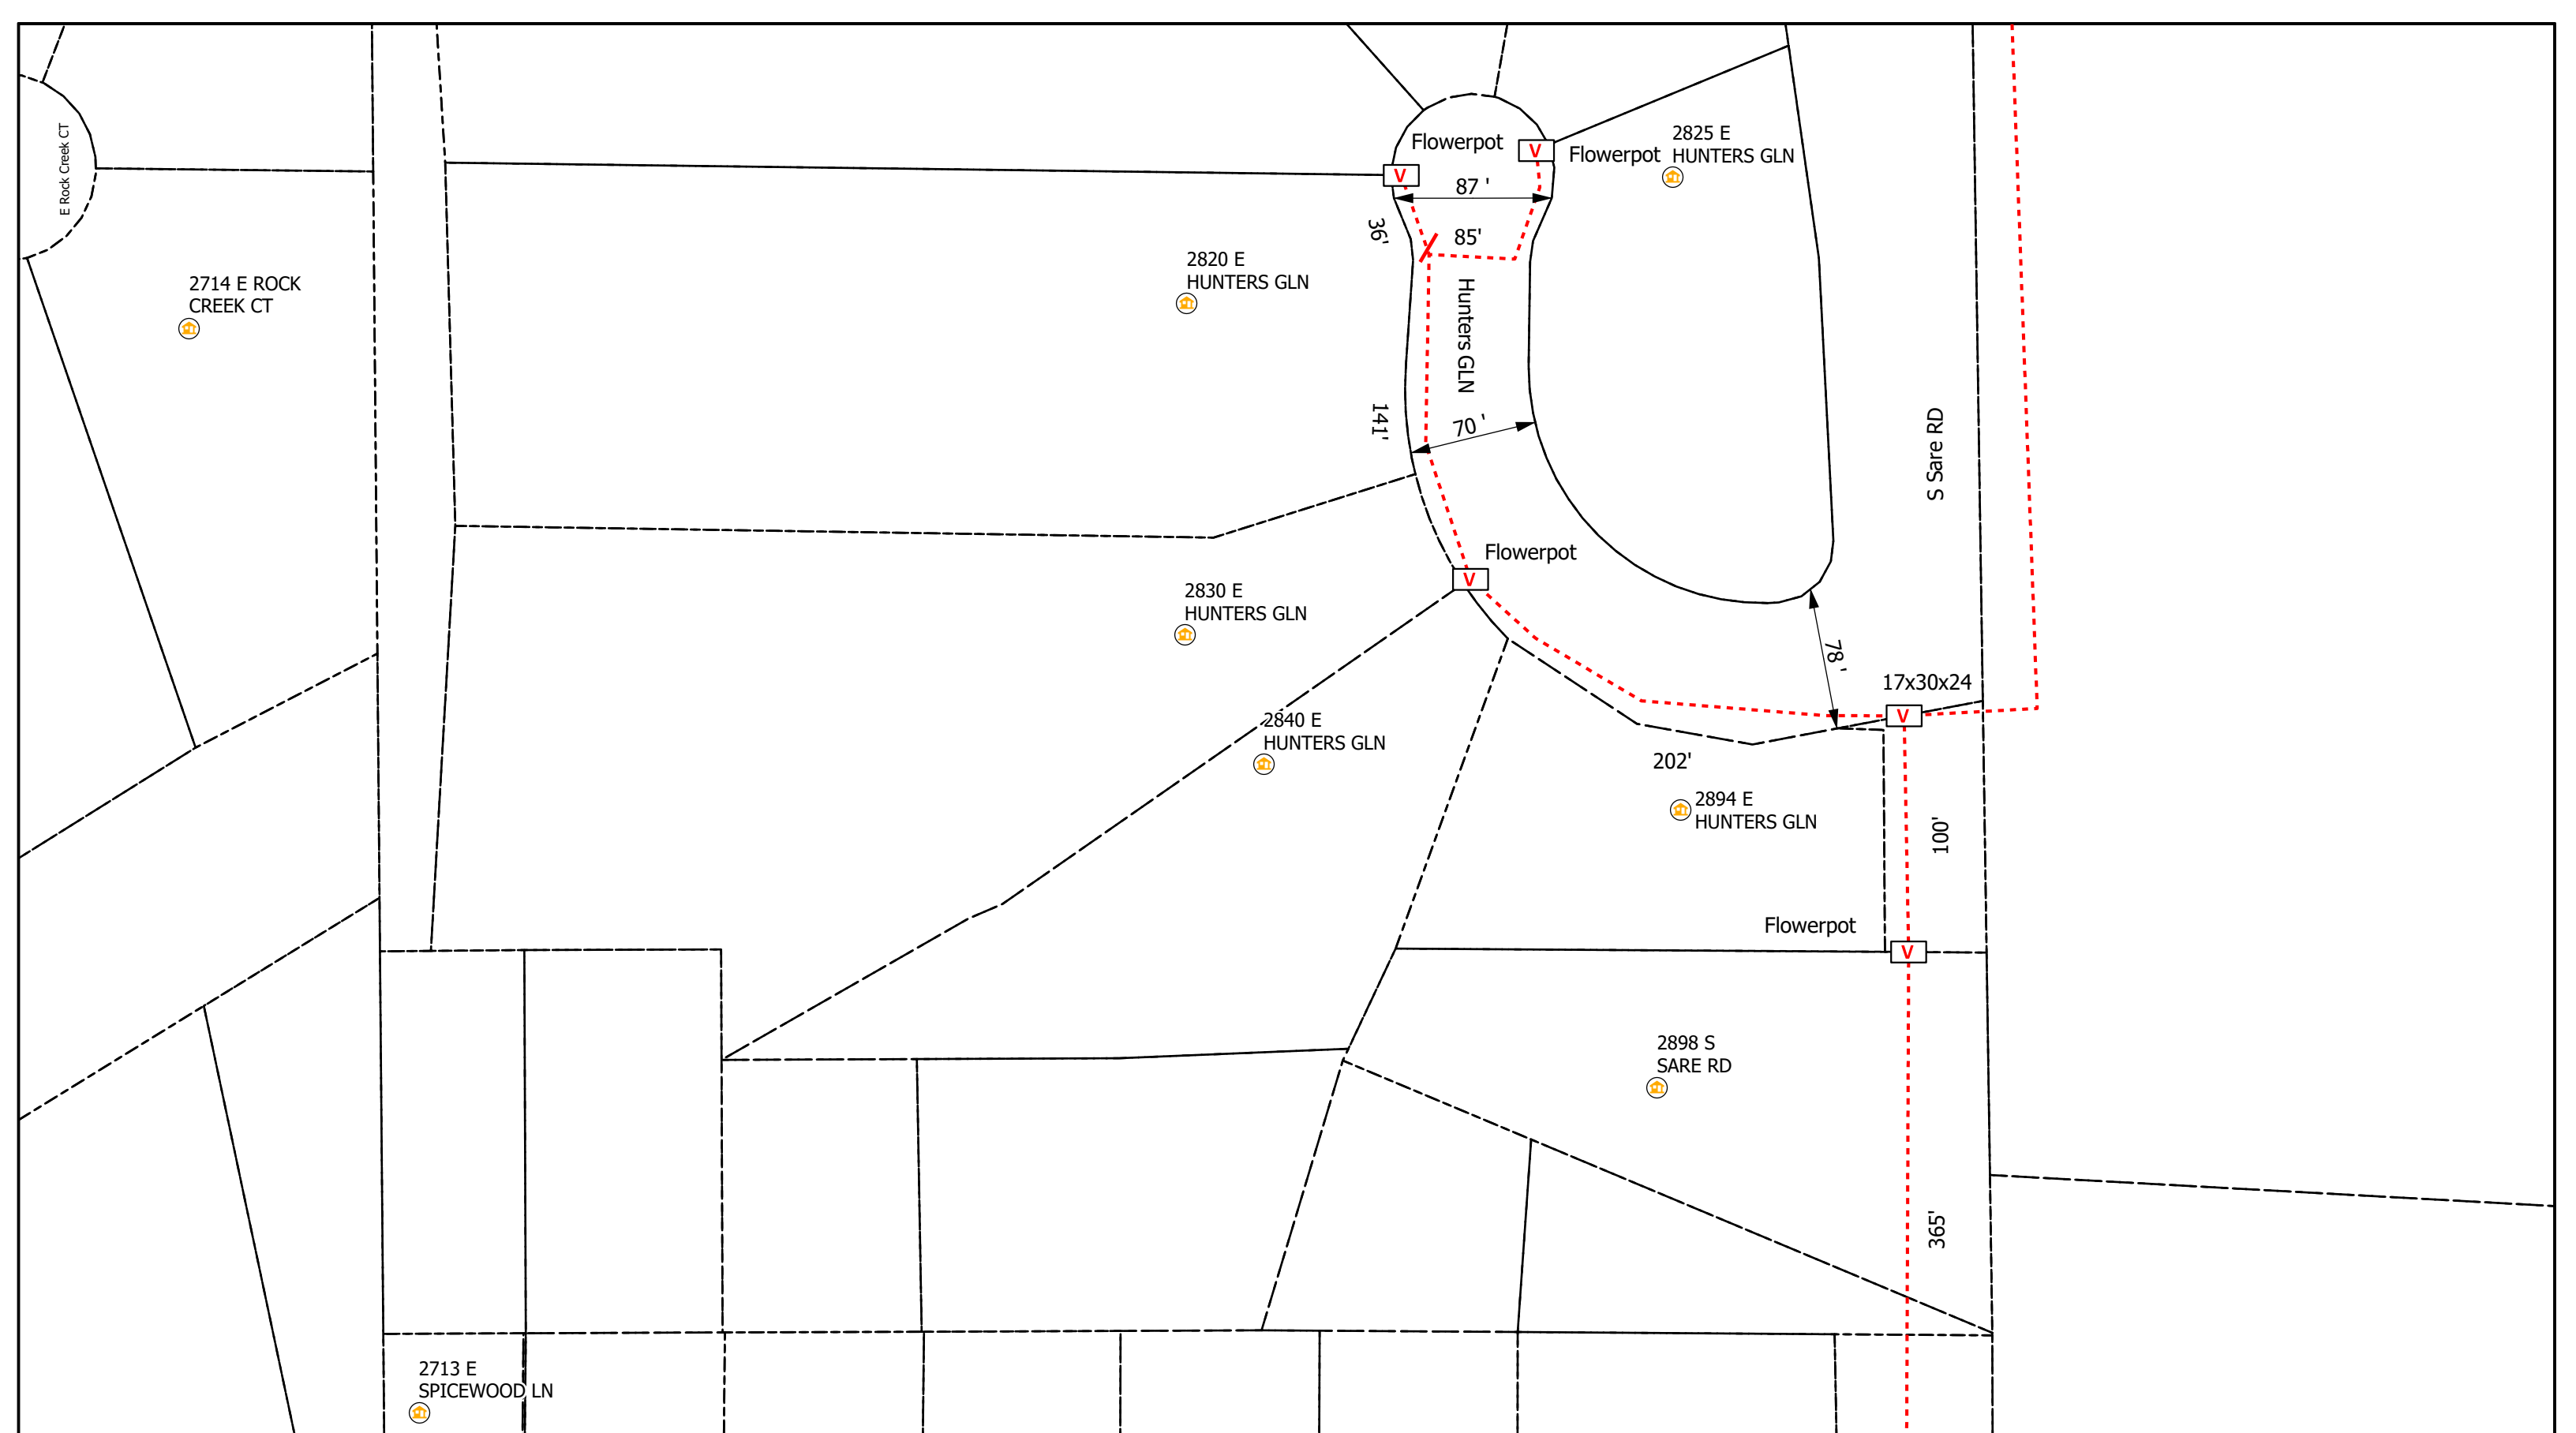 E Rock Creek CT
Flowerpot
V
V
Flowerpot
2825 E
HUNTERS GLN
87 '
36'
85'
2820 E
HUNTERS GLN
2714 E ROCK
CREEK CT
Hunters GLN
141'
70 '
S Sare RD
Flowerpot
V
2830 E
HUNTERS GLN
78 '
17x30x24
V
2840 E
HUNTERS GLN
202'
2894 E
HUNTERS GLN
100'
Flowerpot
V
2898 S
SARE RD
365'
2713 E
SPICEWOOD LN